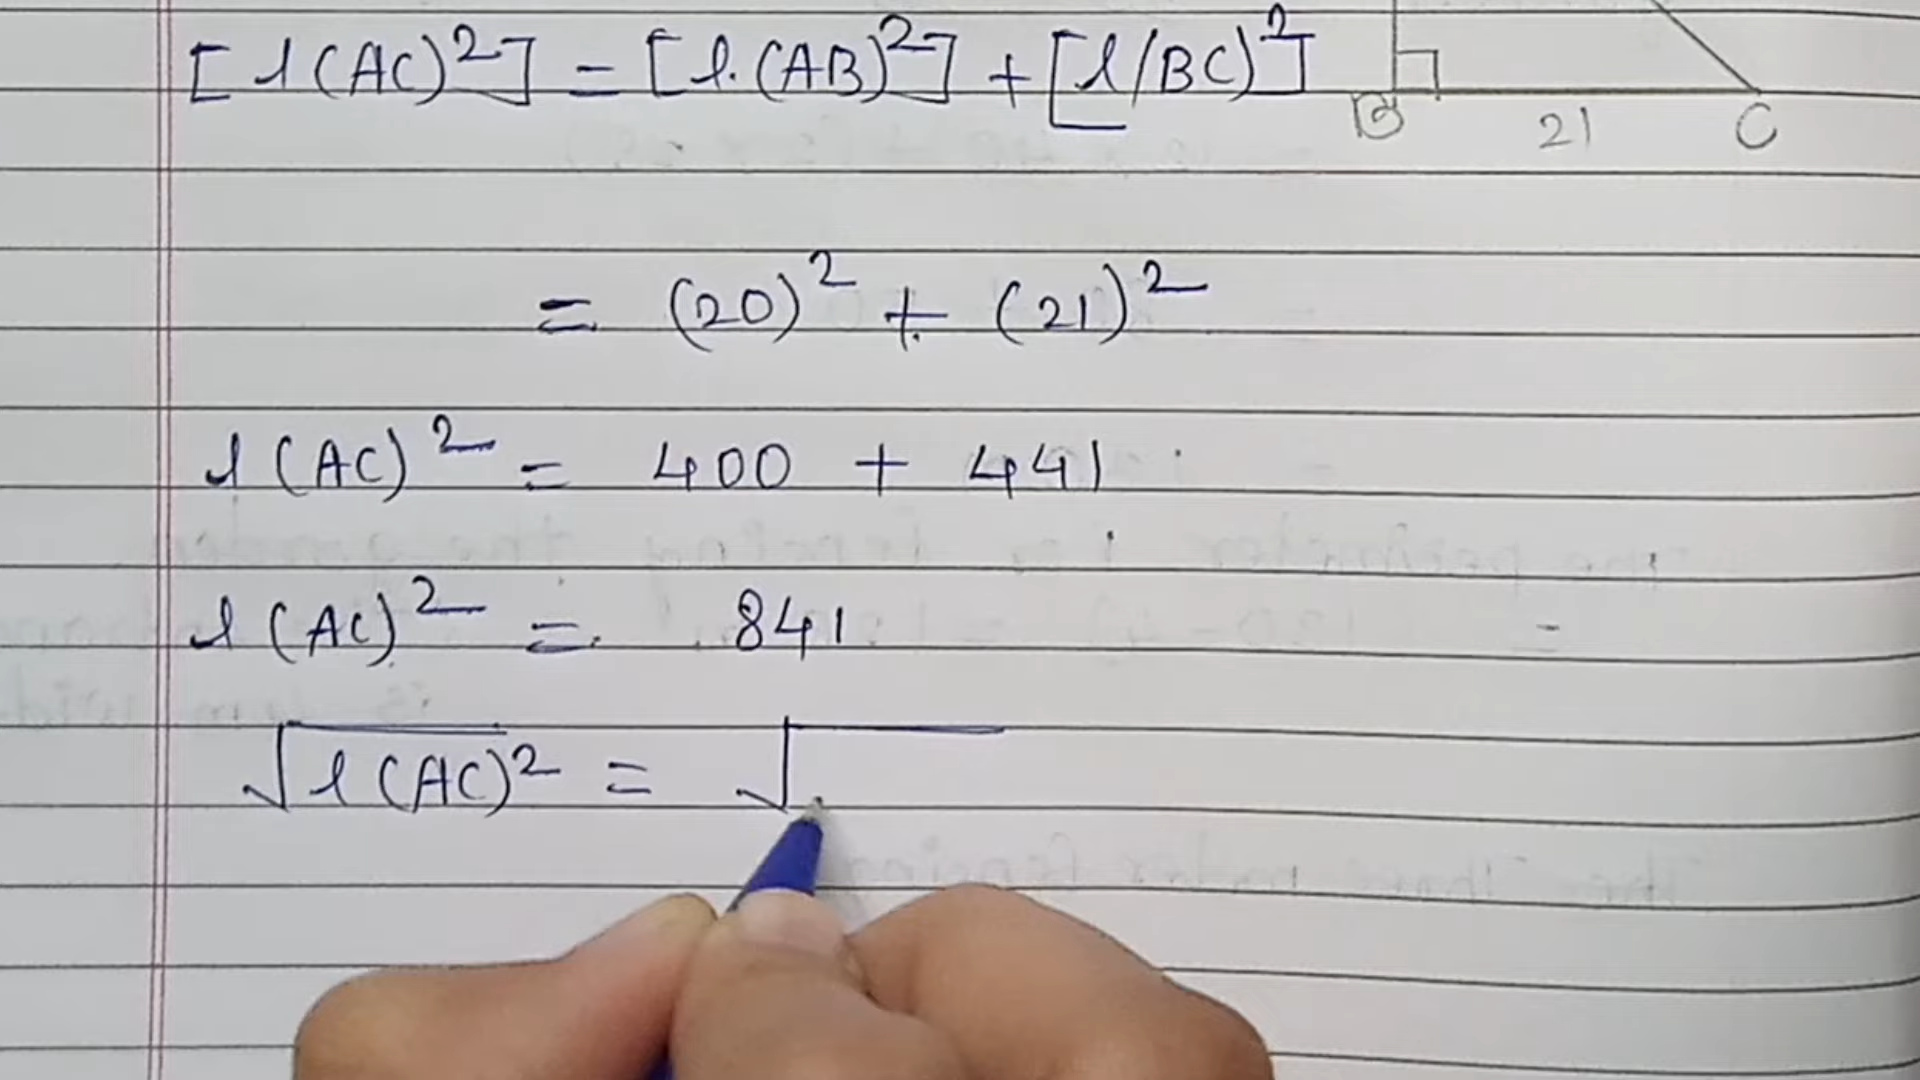 [l(AC)²] = [l.(AB)²] + [l(BC)²]
B 21 C
= (20)² + (21)²
l(AC)² = 400 + 441
l(AC)² = 841
√l(AC)² = √